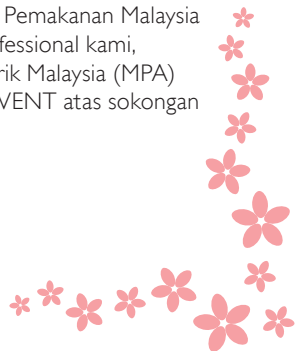 Pemakanan Malaysia
fessional kami,
rik Malaysia (MPA)
VENT atas sokongan